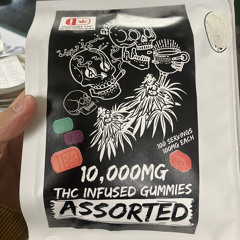 100 SERVINGS
100MG EACH
10,000MG
THC INFUSED GUMMIES
ASSORTED